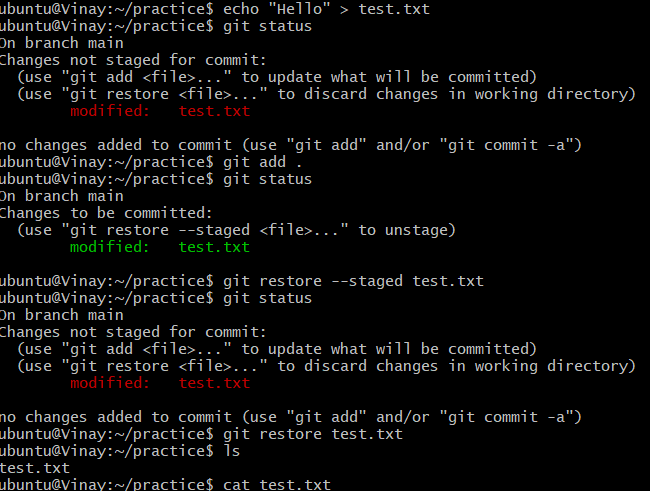 ubuntu@Vinay:~/practice$ echo "Hello" > test.txt
ubuntu@Vinay:~/practice$ git status
On branch main
Changes not staged for commit:
  (use "git add <file>..." to update what will be committed)
  (use "git restore <file>..." to discard changes in working directory)
        modified:   test.txt

no changes added to commit (use "git add" and/or "git commit -a")
ubuntu@Vinay:~/practice$ git add .
ubuntu@Vinay:~/practice$ git status
On branch main
Changes to be committed:
  (use "git restore --staged <file>..." to unstage)
        modified:   test.txt

ubuntu@Vinay:~/practice$ git restore --staged test.txt
ubuntu@Vinay:~/practice$ git status
On branch main
Changes not staged for commit:
  (use "git add <file>..." to update what will be committed)
  (use "git restore <file>..." to discard changes in working directory)
        modified:   test.txt

no changes added to commit (use "git add" and/or "git commit -a")
ubuntu@Vinay:~/practice$ git restore test.txt
ubuntu@Vinay:~/practice$ ls
test.txt
ubuntu@Vinay:~/practice$ cat test.txt